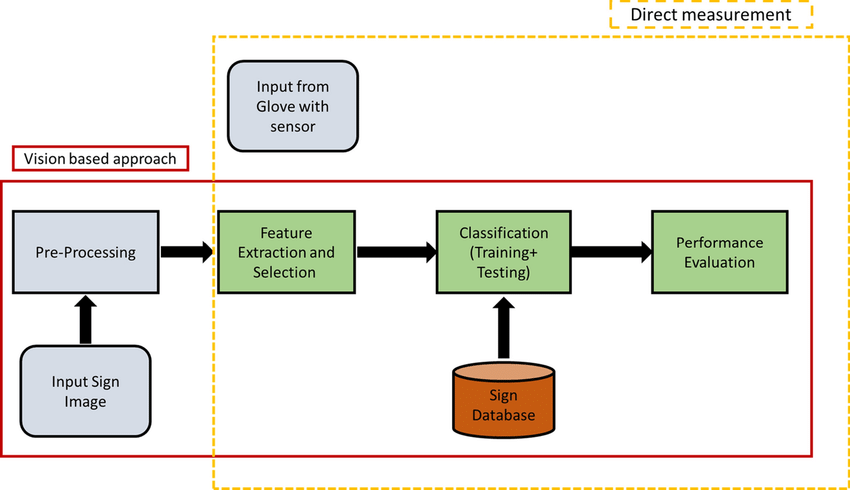 Direct measurement
Input from
Glove with
sensor
Vision based approach
Pre-Processing
Feature
Extraction and
Selection
Classification
(Training+
Testing)
Performance
Evaluation
Input Sign
Image
Sign
Database